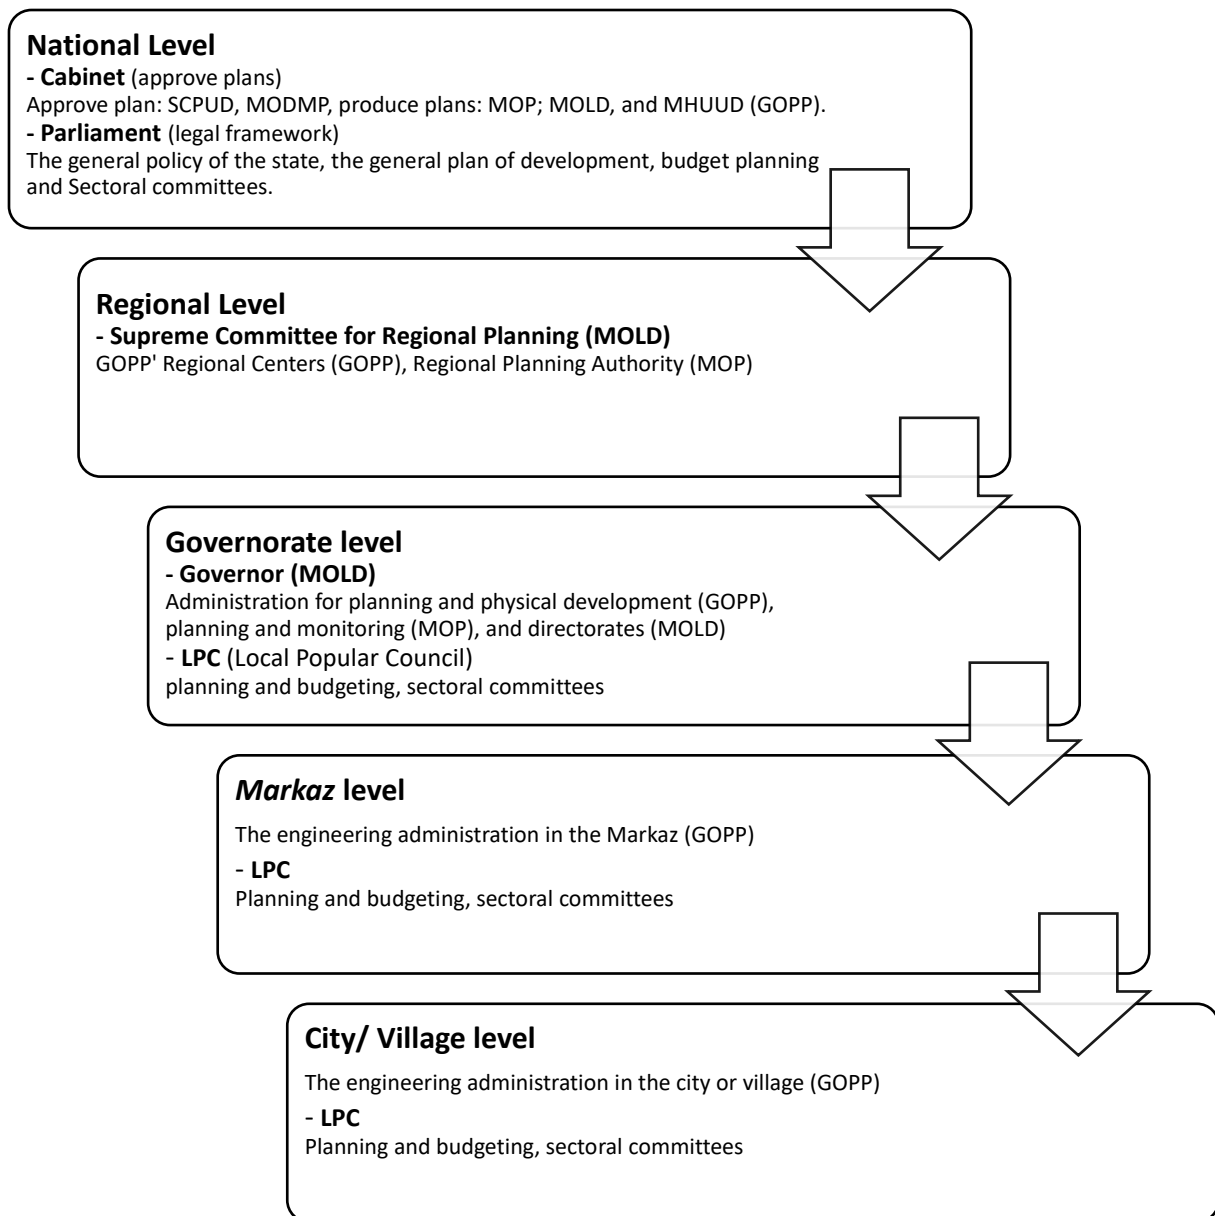 National Level
- Cabinet (approve plans)
Approve plan: SCPUD, MODMP, produce plans: MOP; MOLD, and MHUUD (GOPP).
- Parliament (legal framework)
The general policy of the state, the general plan of development, budget planning
and Sectoral committees.
Regional Level
- Supreme Committee for Regional Planning (MOLD)
GOPP' Regional Centers (GOPP), Regional Planning Authority (MOP)
Governorate level
- Governor (MOLD)
Administration for planning and physical development (GOPP),
planning and monitoring (MOP), and directorates (MOLD)
- LPC (Local Popular Council)
planning and budgeting, sectoral committees
Markaz level
The engineering administration in the Markaz (GOPP)
- LPC
Planning and budgeting, sectoral committees
City/ Village level
The engineering administration in the city or village (GOPP)
- LPC
Planning and budgeting, sectoral committees